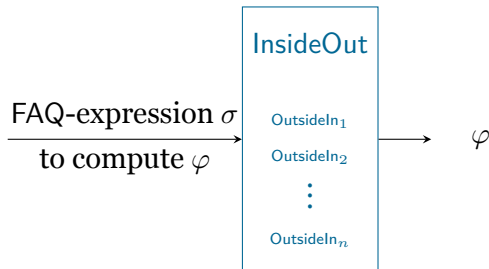 InsideOut
FAQ-expression σ
to compute φ
OutsideIn₁
OutsideIn₂
⋮
OutsideInₙ
φ